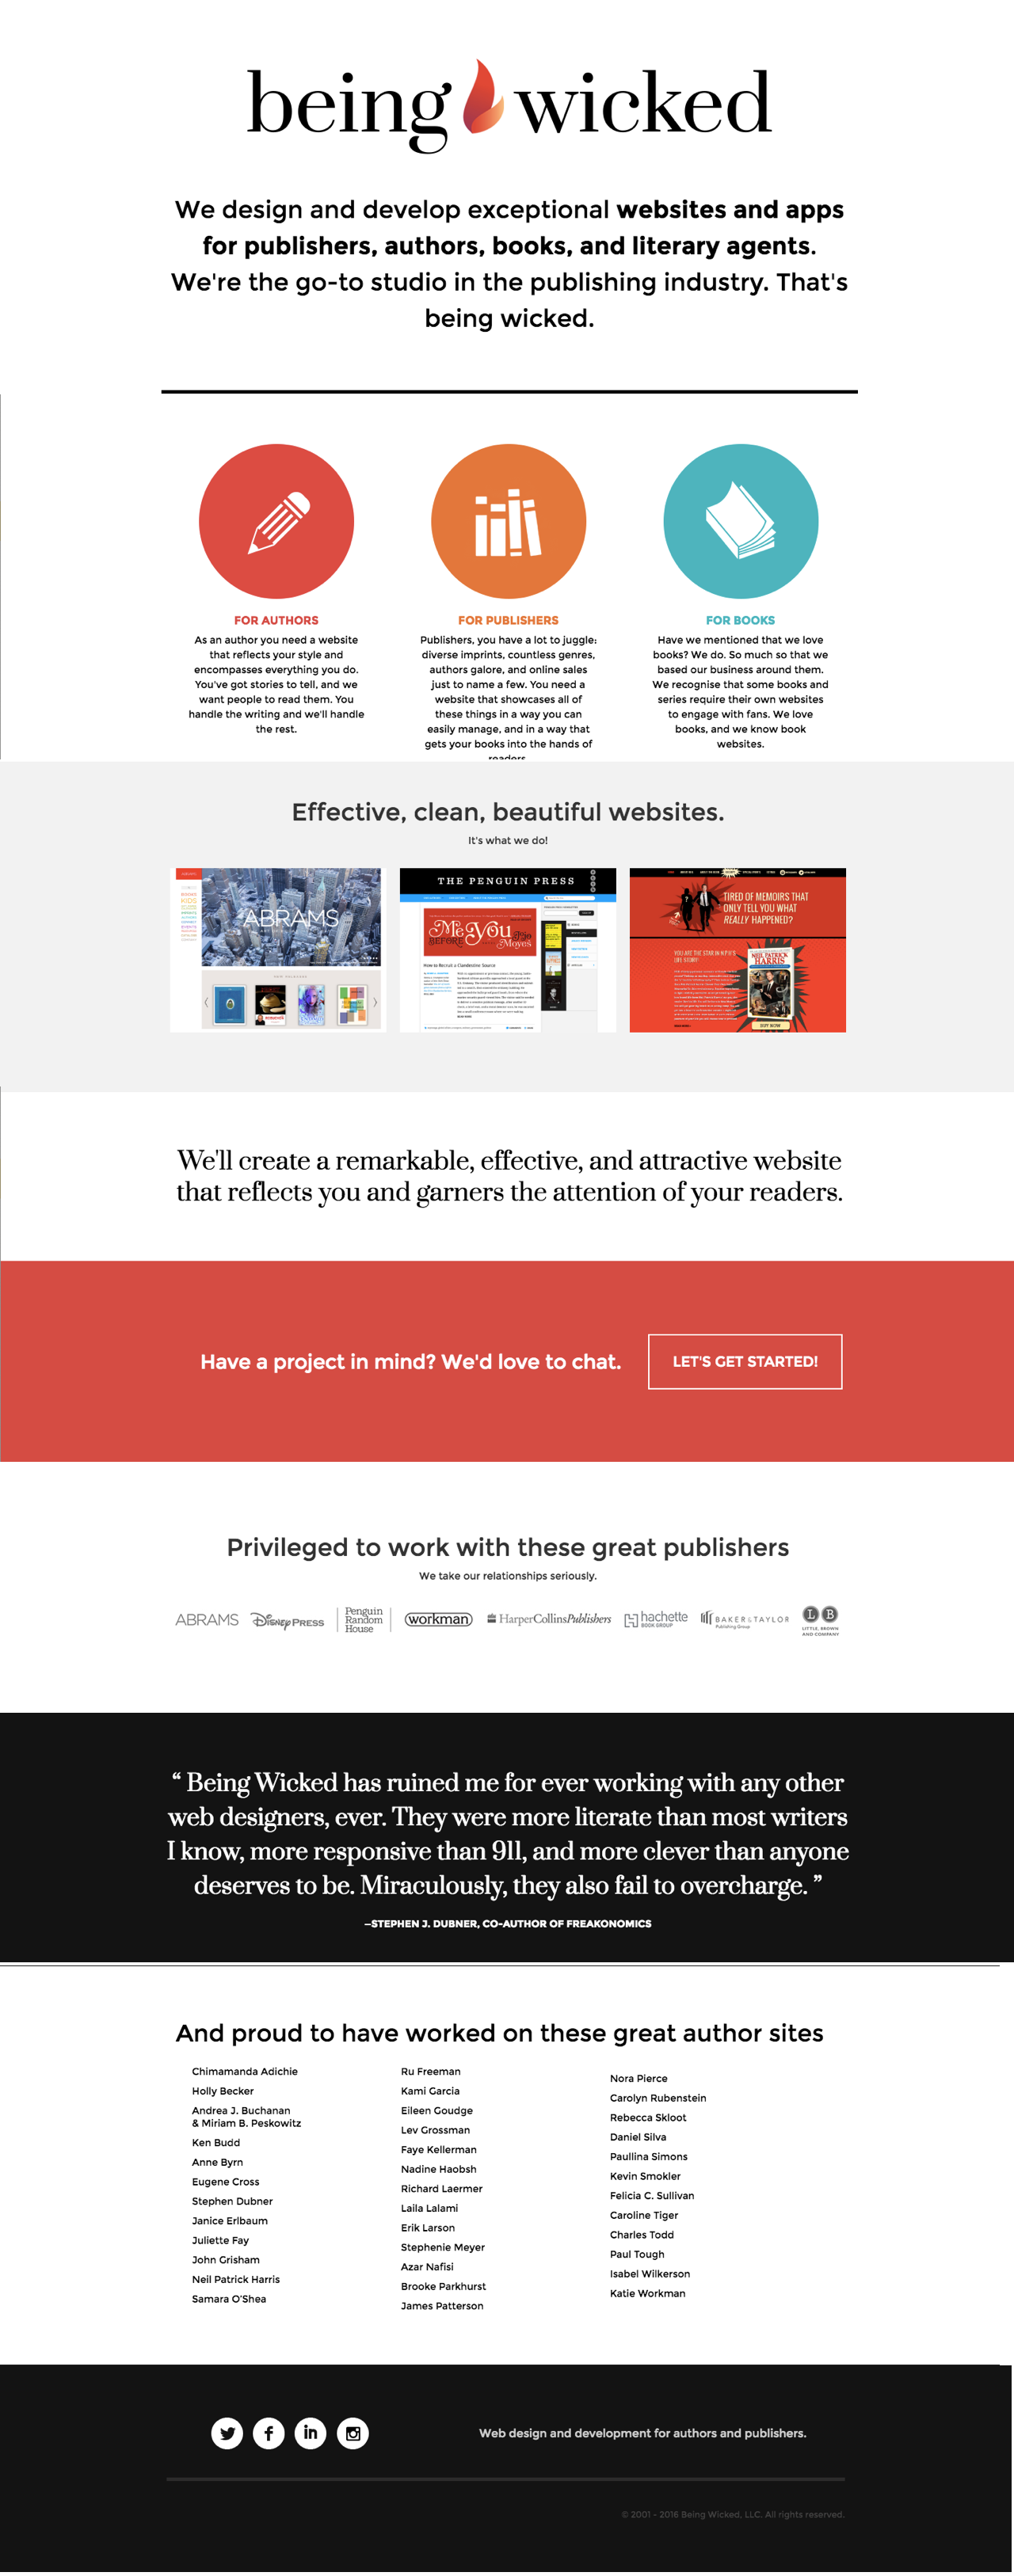 being wicked
We design and develop exceptional websites and apps
for publishers, authors, books, and literary agents.
We're the go-to studio in the publishing industry. That's
being wicked.
FOR AUTHORS
As an author you need a website
that reflects your style and
encompasses everything you do.
You've got stories to tell, and we
want people to read them. You
handle the writing and we'll handle
the rest.
FOR PUBLISHERS
Publishers, you have a lot to juggle:
diverse imprints, countless genres,
authors galore, and online sales
just to name a few. You need a
website that showcases all of
these things in a way you can
easily manage, and in a way that
gets your books into the hands of
readers
FOR BOOKS
Have we mentioned that we love
books? We do. So much so that we
based our business around them.
We recognise that some books and
series require their own websites
to engage with fans. We love
books, and we know book
websites.
Effective, clean, beautiful websites.
It's what we do!
ABRAMS
THE PENGUIN PRESS
Me Before You
Jojo Moyes
How to Recruit a Clandestine Source
TIRED OF MEMOIRS THAT
ONLY TELL YOU WHAT
REALLY HAPPENED?
YOU ARE THE STAR IN N.P.H.'S
LIFE STORY
NEIL PATRICK
HARRIS
BUY NOW
We'll create a remarkable, effective, and attractive website
that reflects you and garners the attention of your readers.
Have a project in mind? We'd love to chat.
LET'S GET STARTED!
Privileged to work with these great publishers
We take our relationships seriously.
ABRAMS
Disney PRESS
Penguin
Random
House
workman
HarperCollinsPublishers
hachette
BOOK GROUP
BAKER & TAYLOR
Publishing Group
L B
LITTLE, BROWN
AND COMPANY
“ Being Wicked has ruined me for ever working with any other
web designers, ever. They were more literate than most writers
I know, more responsive than 911, and more clever than anyone
deserves to be. Miraculously, they also fail to overcharge. ”
—STEPHEN J. DUBNER, CO-AUTHOR OF FREAKONOMICS
And proud to have worked on these great author sites
Chimamanda Adichie
Holly Becker
Andrea J. Buchanan
& Miriam B. Peskowitz
Ken Budd
Anne Byrn
Eugene Cross
Stephen Dubner
Janice Erlbaum
Juliette Fay
John Grisham
Neil Patrick Harris
Samara O'Shea
Ru Freeman
Kami Garcia
Eileen Goudge
Lev Grossman
Faye Kellerman
Nadine Haobsh
Richard Laermer
Laila Lalami
Erik Larson
Stephenie Meyer
Azar Nafisi
Brooke Parkhurst
James Patterson
Nora Pierce
Carolyn Rubenstein
Rebecca Skloot
Daniel Silva
Paullina Simons
Kevin Smokler
Felicia C. Sullivan
Caroline Tiger
Charles Todd
Paul Tough
Isabel Wilkerson
Katie Workman
in
Web design and development for authors and publishers.
© 2001 - 2016 Being Wicked, LLC. All rights reserved.